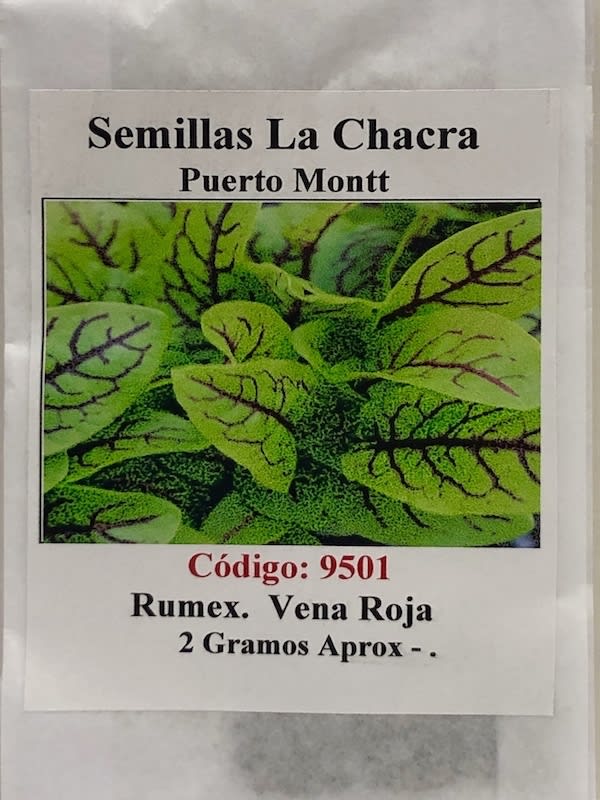 Semillas La Chacra
Puerto Montt
Código: 9501
Rumex. Vena Roja
2 Gramos Aprox - .